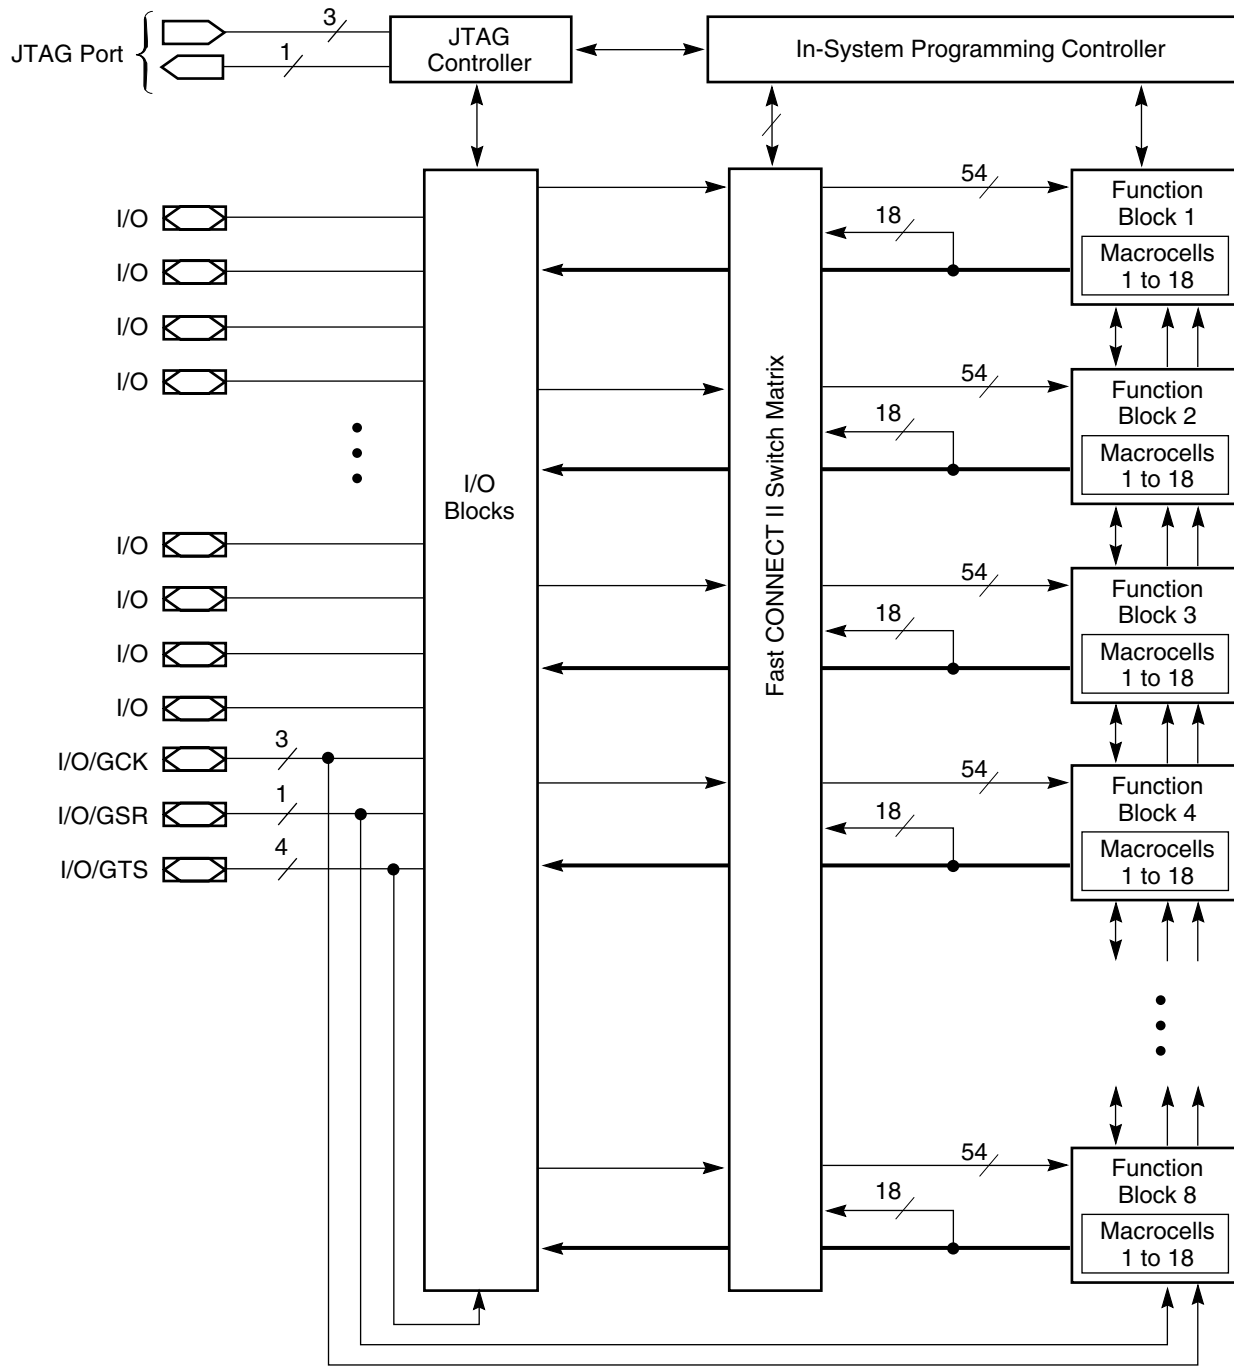 JTAG Port
3
1
JTAG
Controller
In-System Programming Controller
I/O
I/O
I/O
I/O
I/O
I/O
I/O
I/O
I/O/GCK
3
I/O/GSR
1
I/O/GTS
4
I/O
Blocks
Fast CONNECT II Switch Matrix
54
18
Function
Block 1
Macrocells
1 to 18
54
18
Function
Block 2
Macrocells
1 to 18
54
18
Function
Block 3
Macrocells
1 to 18
54
18
Function
Block 4
Macrocells
1 to 18
54
18
Function
Block 8
Macrocells
1 to 18